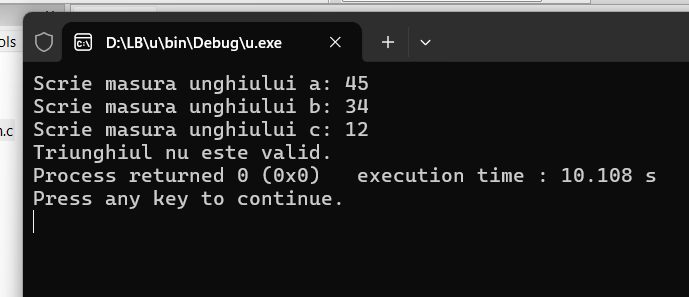 ols
D:\LB\u\bin\Debug\u.exe
Scrie masura unghiului a: 45
Scrie masura unghiului b: 34
Scrie masura unghiului c: 12
n.c
Triunghiul nu este valid.
Process returned 0 (0x0)   execution time : 10.108 s
Press any key to continue.